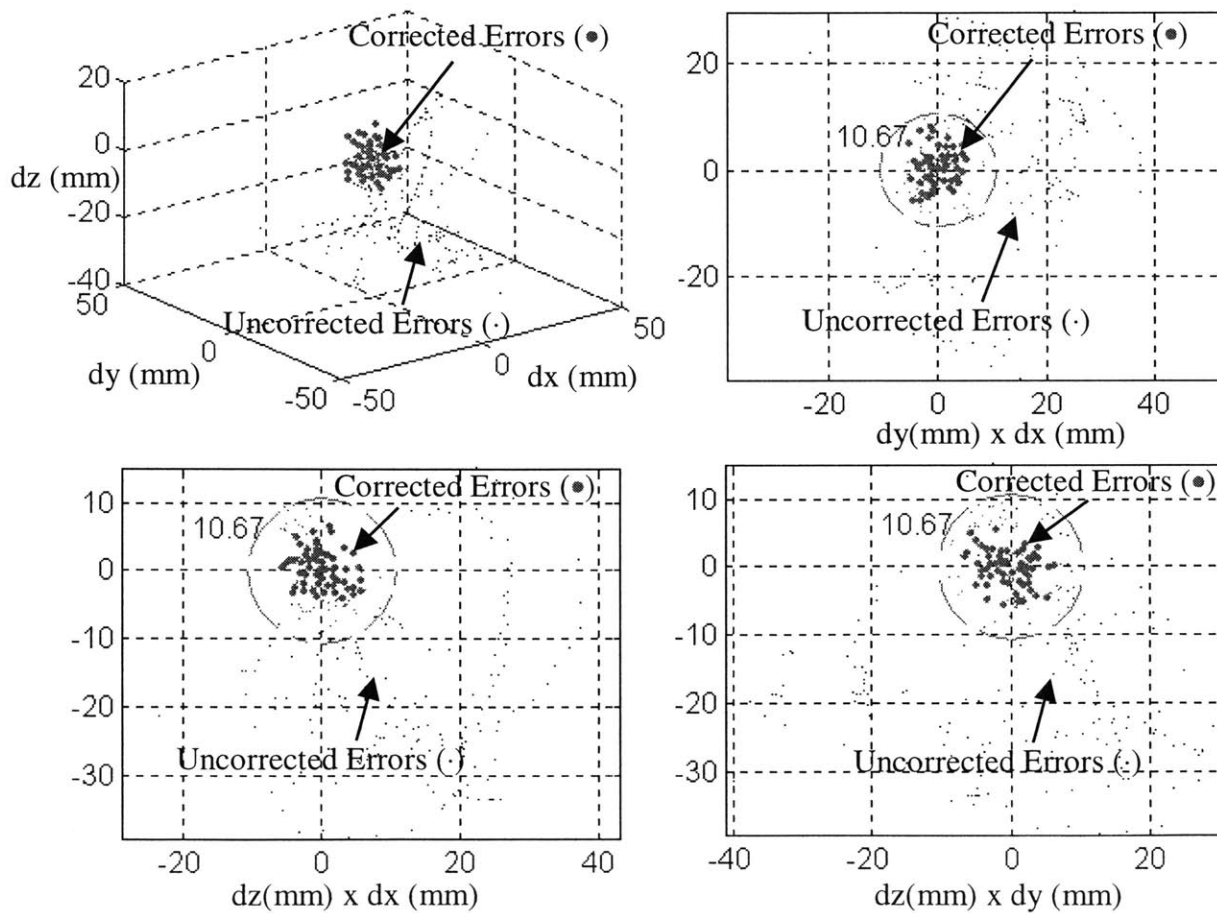 Corrected Errors (•)
20
0
dz (mm)
-20
-40
50
Uncorrected Errors (·)
50
0
0
dy (mm)
dx (mm)
-50
-50
Corrected Errors (•)
20
10.67
0
-20
Uncorrected Errors (·)
-20
0
20
40
dy(mm) x dx (mm)
Corrected Errors (•)
10
10.67
0
-10
-20
Uncorrected Errors (·)
-30
-20
0
20
40
dz(mm) x dx (mm)
Corrected Errors (•)
10
10.67
0
-10
-20
Uncorrected Errors (·)
-30
-40
-20
0
20
dz(mm) x dy (mm)